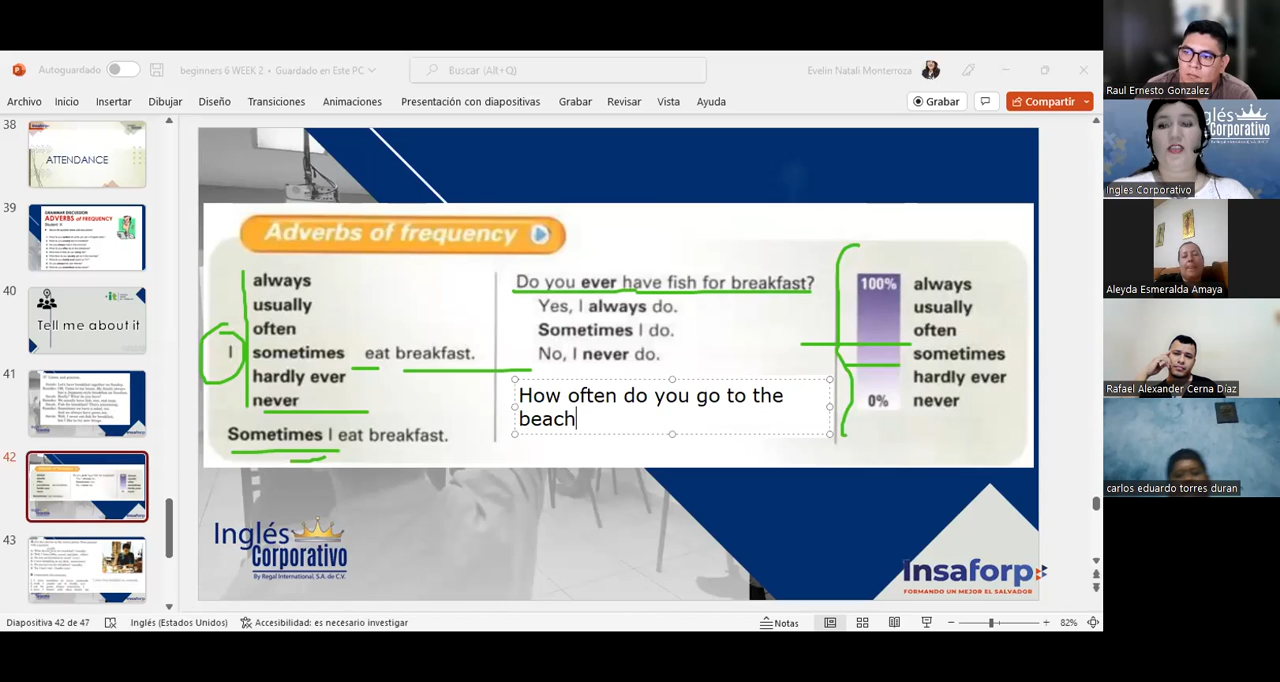 Autoguardado
beginners 6 WEEK 2 • Guardado en Este PC
Buscar (Alt+Q)
Evelin Natali Monterroza
Archivo Inicio Insertar Dibujar Diseño Transiciones Animaciones Presentación con diapositivas Grabar Revisar Vista Ayuda
Grabar
Compartir
38
ATTENDANCE
39
GRAMMAR DISCUSSION
ADVERBS of FREQUENCY
40
Tell me about it
41
42
43
Adverbs of frequency
always
usually
often
I sometimes eat breakfast.
hardly ever
never
Sometimes I eat breakfast.
Do you ever have fish for breakfast?
Yes, I always do.
Sometimes I do.
No, I never do.
How often do you go to the
beach
100% always
usually
often
sometimes
hardly ever
0% never
Inglés
Corporativo
By Regal International, S.A. de C.V.
Insaforp
FORMANDO UN MEJOR EL SALVADOR
Diapositiva 42 de 47
Inglés (Estados Unidos)
Accesibilidad: es necesario investigar
Notas
82%
Raul Ernesto Gonzalez
glés
Corporativo
Ingles Corporativo
Aleyda Esmeralda Amaya
Rafael Alexander Cerna Díaz
carlos eduardo torres duran